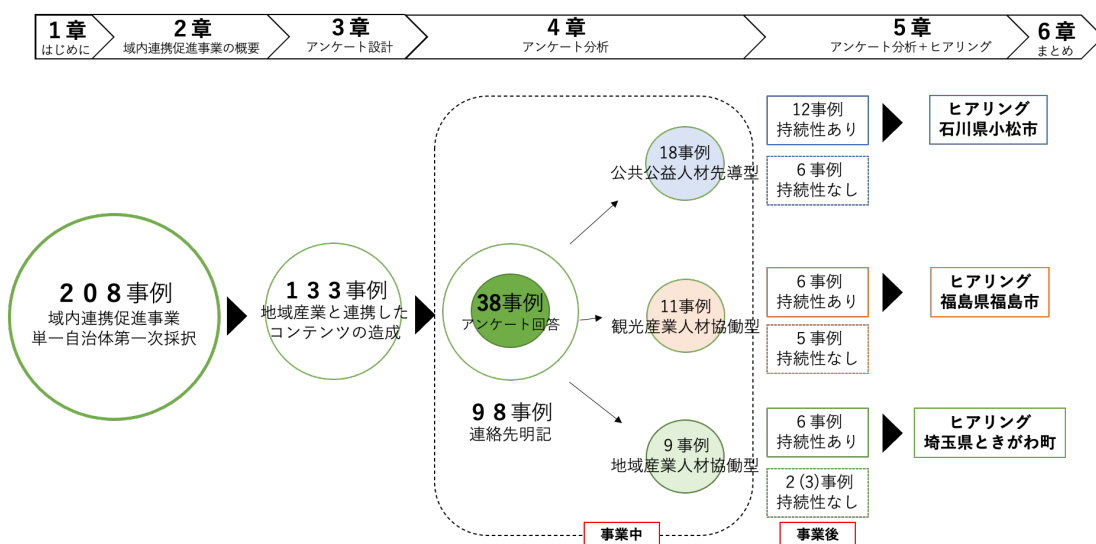 1章
はじめに
2章
域内連携促進事業の概要
3章
アンケート設計
4章
アンケート分析
5章
アンケート分析+ヒアリング
6章
まとめ
208事例
域内連携促進事業
単一自治体第一次採択
133事例
地域産業と連携した
コンテンツの造成
38事例
アンケート回答
98事例
連絡先明記
18事例
公共公益人材先導型
11事例
観光産業人材協働型
9事例
地域産業人材協働型
12事例
持続性あり
6事例
持続性なし
ヒアリング
石川県小松市
6事例
持続性あり
5事例
持続性なし
ヒアリング
福島県福島市
6事例
持続性あり
2(3)事例
持続性なし
ヒアリング
埼玉県ときがわ町
事業中
事業後